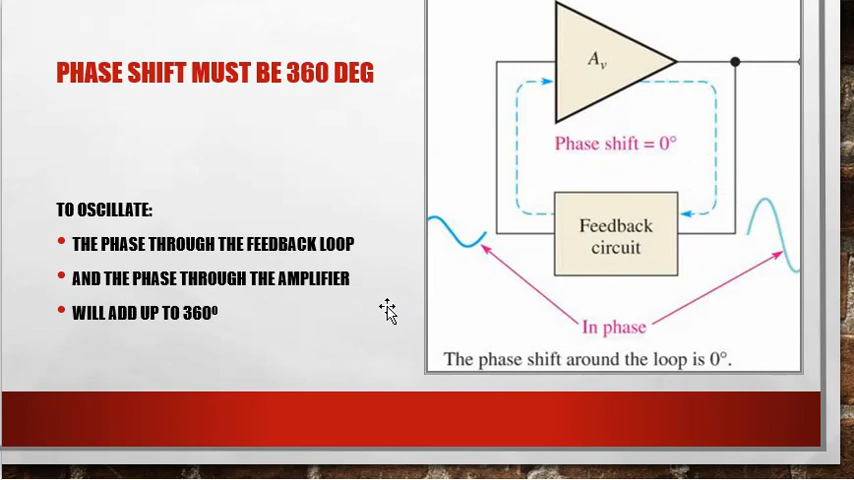 PHASE SHIFT MUST BE 360 DEG
TO OSCILLATE:
• THE PHASE THROUGH THE FEEDBACK LOOP
• AND THE PHASE THROUGH THE AMPLIFIER
• WILL ADD UP TO 360º
Av
Phase shift = 0°
Feedback
circuit
In phase
The phase shift around the loop is 0°.